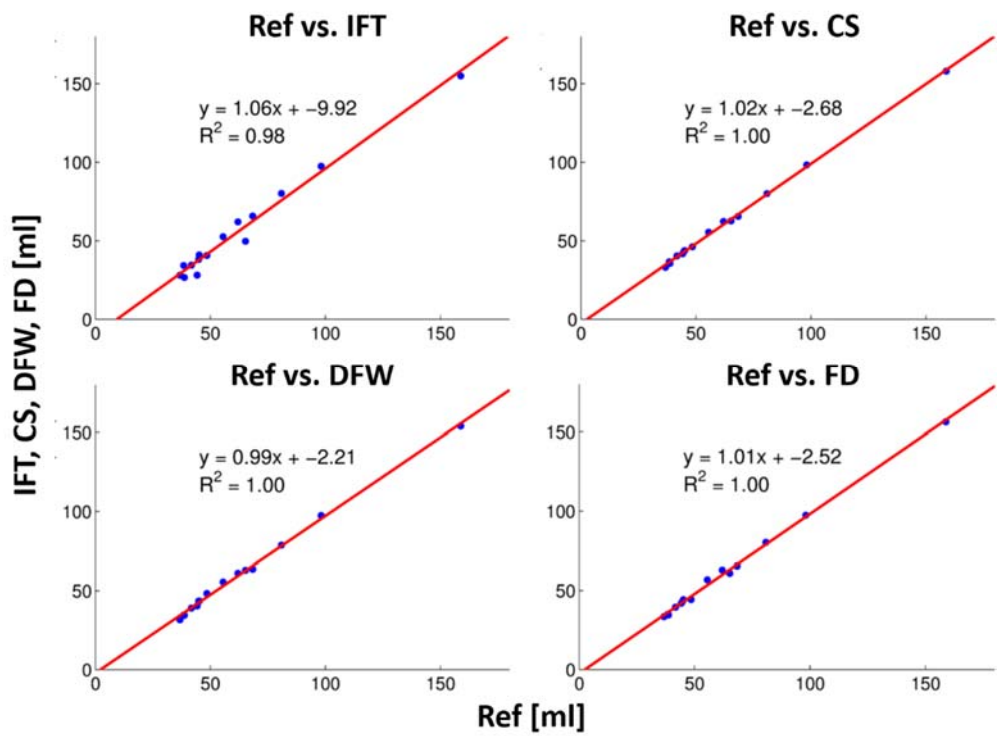 Ref vs. IFT
Ref vs. CS
150
100
50
0
y = 1.06x + −9.92
R² = 0.98
0 50 100 150
150
100
50
0
y = 1.02x + −2.68
R² = 1.00
0 50 100 150
IFT, CS, DFW, FD [ml]
Ref vs. DFW
Ref vs. FD
150
100
50
0
y = 0.99x + −2.21
R² = 1.00
0 50 100 150
150
100
50
0
y = 1.01x + −2.52
R² = 1.00
0 50 100 150
Ref [ml]